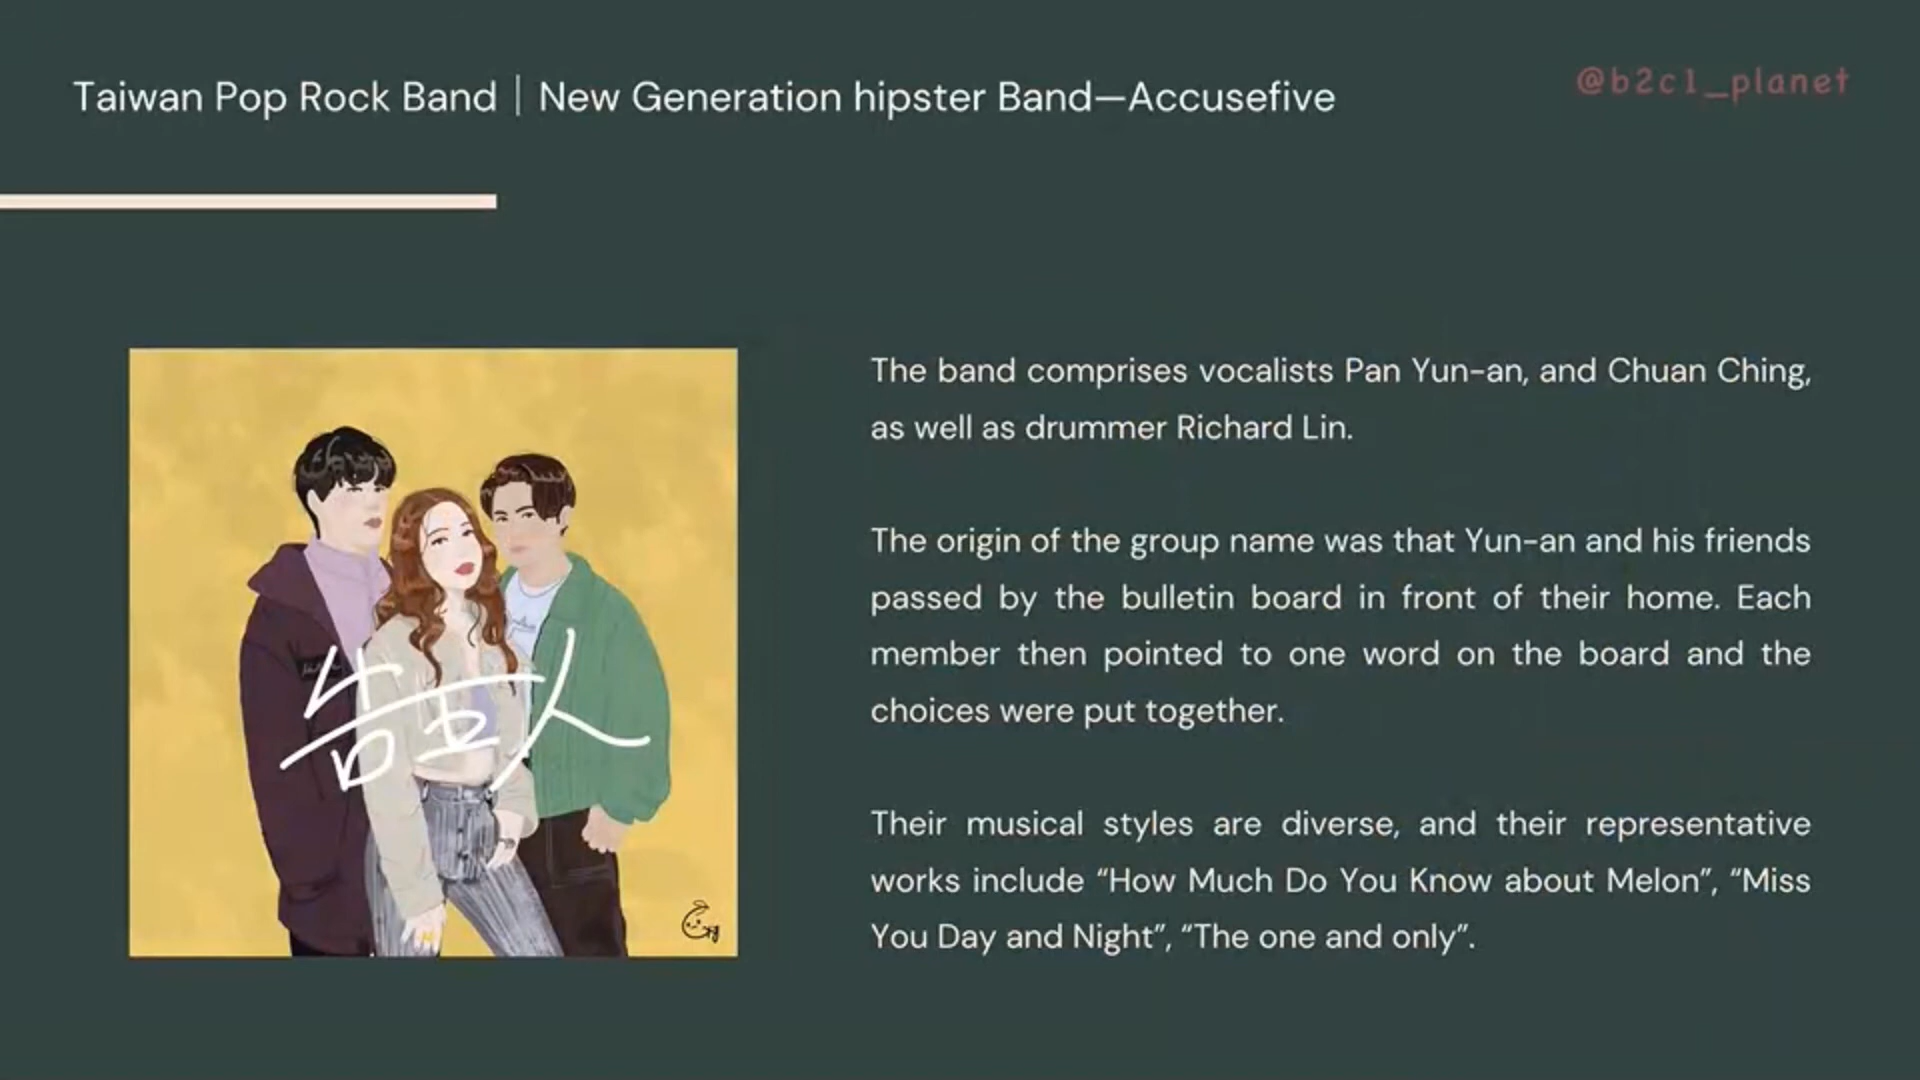 Taiwan Pop Rock Band | New Generation hipster Band—Accusefive
@b2c1_planet
告五人
The band comprises vocalists Pan Yun-an, and Chuan Ching,
as well as drummer Richard Lin.
The origin of the group name was that Yun-an and his friends
passed by the bulletin board in front of their home. Each
member then pointed to one word on the board and the
choices were put together.
Their musical styles are diverse, and their representative
works include “How Much Do You Know about Melon”, “Miss
You Day and Night”, “The one and only”.